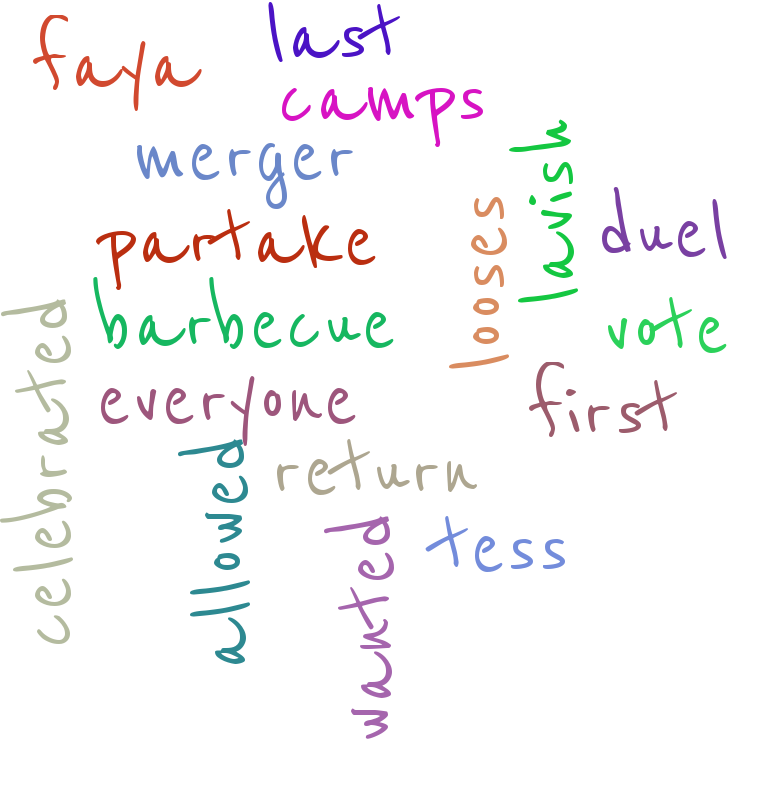 last
faya
camps
merger
lavish
looses
duel
partake
barbecue
vote
celebrated
everyone
first
allowed
return
wanted
tess